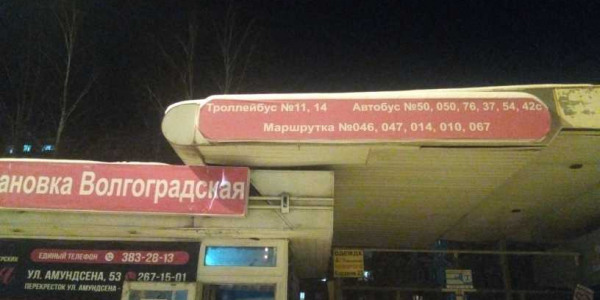 Троллейбус №11, 14 Автобус №50, 050, 76, 37, 54, 42с
Маршрутка №046, 047, 014, 010, 067
ановка Волгоградская
ЕДИНЫЙ ТЕЛЕФОН 383-28-13
УЛ. АМУНДСЕНА, 53 267-15-01
ПЕРЕКРЕСТОК УЛ. АМУНДСЕНА -
ОДЕЖДА